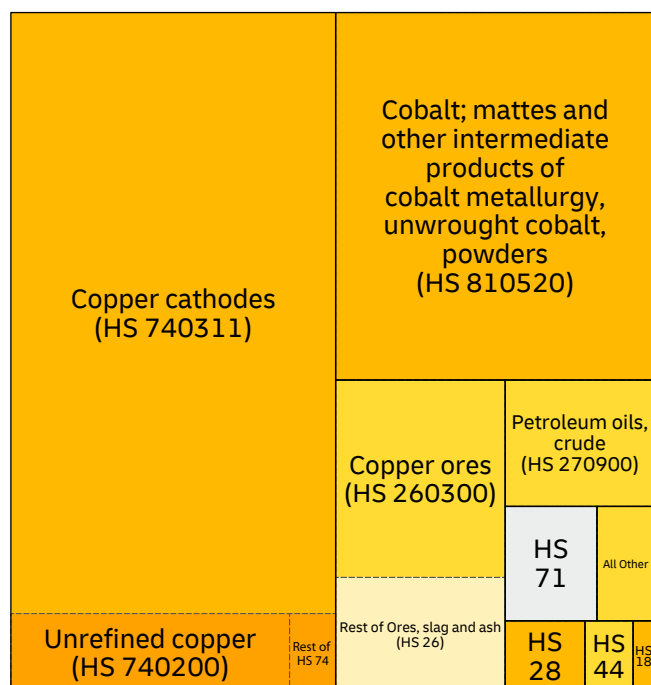 Copper cathodes
(HS 740311)
Unrefined copper
(HS 740200)
Rest of
HS 74
Cobalt; mattes and
other intermediate
products of
cobalt metallurgy,
unwrought cobalt,
powders
(HS 810520)
Copper ores
(HS 260300)
Rest of Ores, slag and ash
(HS 26)
Petroleum oils,
crude
(HS 270900)
HS
71
All Other
HS
28
HS
44
HS
18